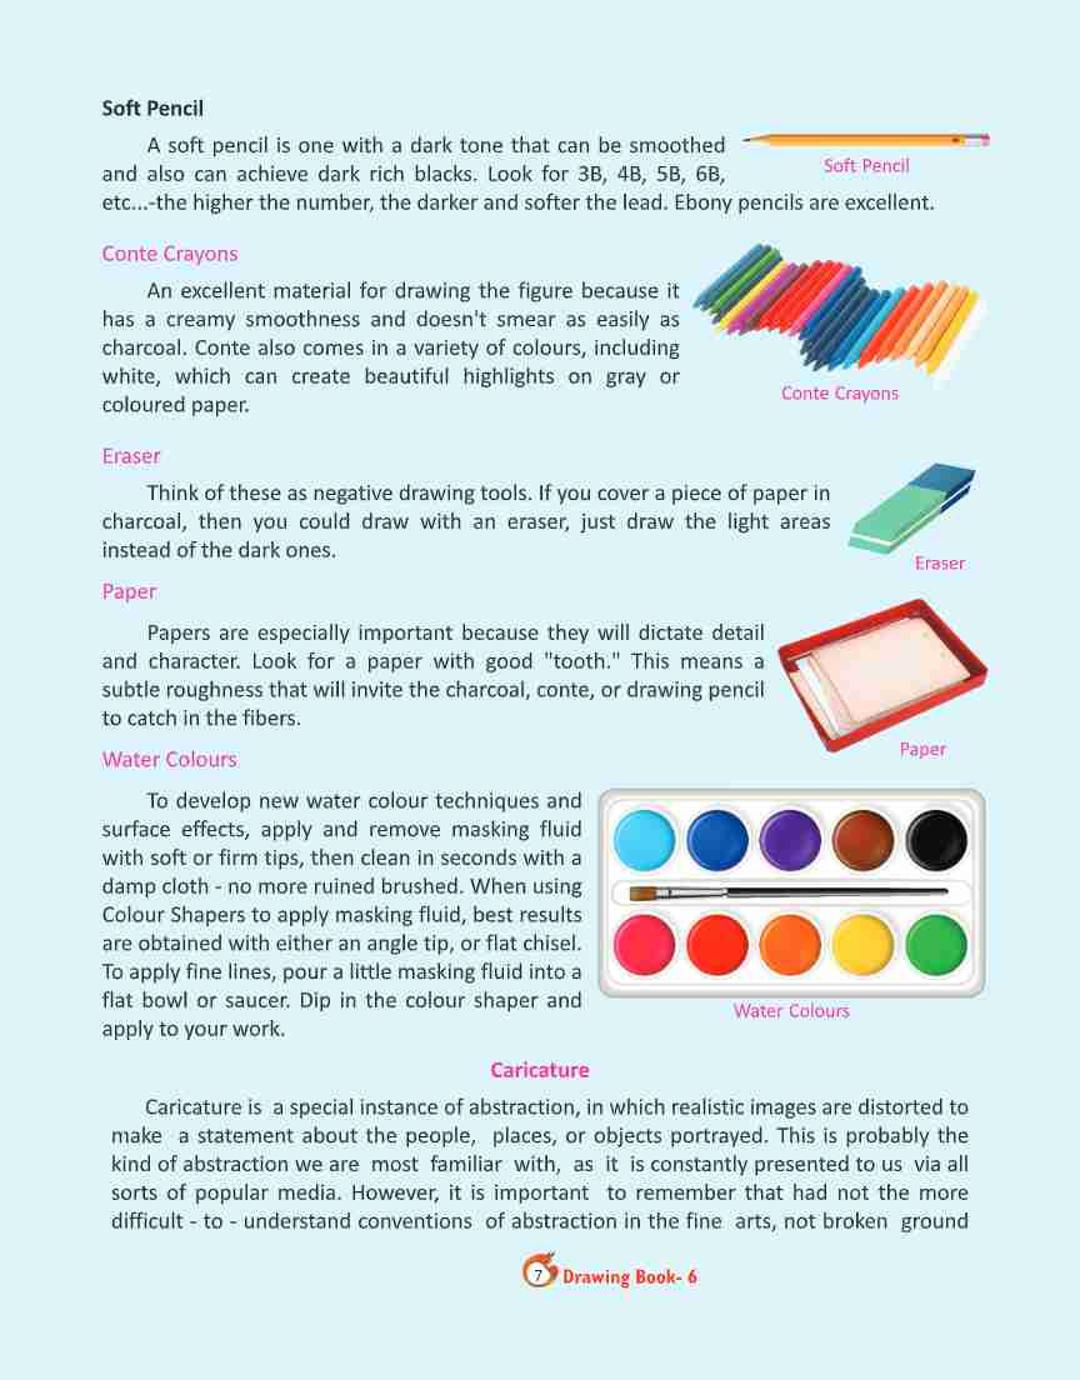 Soft Pencil
A soft pencil is one with a dark tone that can be smoothed
and also can achieve dark rich blacks. Look for 3B, 4B, 5B, 6B,
etc...-the higher the number, the darker and softer the lead. Ebony pencils are excellent.
Soft Pencil
Conte Crayons
An excellent material for drawing the figure because it
has a creamy smoothness and doesn't smear as easily as
charcoal. Conte also comes in a variety of colours, including
white, which can create beautiful highlights on gray or
coloured paper.
Conte Crayons
Eraser
Think of these as negative drawing tools. If you cover a piece of paper in
charcoal, then you could draw with an eraser, just draw the light areas
instead of the dark ones.
Eraser
Paper
Papers are especially important because they will dictate detail
and character. Look for a paper with good "tooth." This means a
subtle roughness that will invite the charcoal, conte, or drawing pencil
to catch in the fibers.
Paper
Water Colours
To develop new water colour techniques and
surface effects, apply and remove masking fluid
with soft or firm tips, then clean in seconds with a
damp cloth - no more ruined brushed. When using
Colour Shapers to apply masking fluid, best results
are obtained with either an angle tip, or flat chisel.
To apply fine lines, pour a little masking fluid into a
flat bowl or saucer. Dip in the colour shaper and
apply to your work.
Water Colours
Caricature
Caricature is a special instance of abstraction, in which realistic images are distorted to
make a statement about the people, places, or objects portrayed. This is probably the
kind of abstraction we are most familiar with, as it is constantly presented to us via all
sorts of popular media. However, it is important to remember that had not the more
difficult - to - understand conventions of abstraction in the fine arts, not broken ground
7 Drawing Book- 6